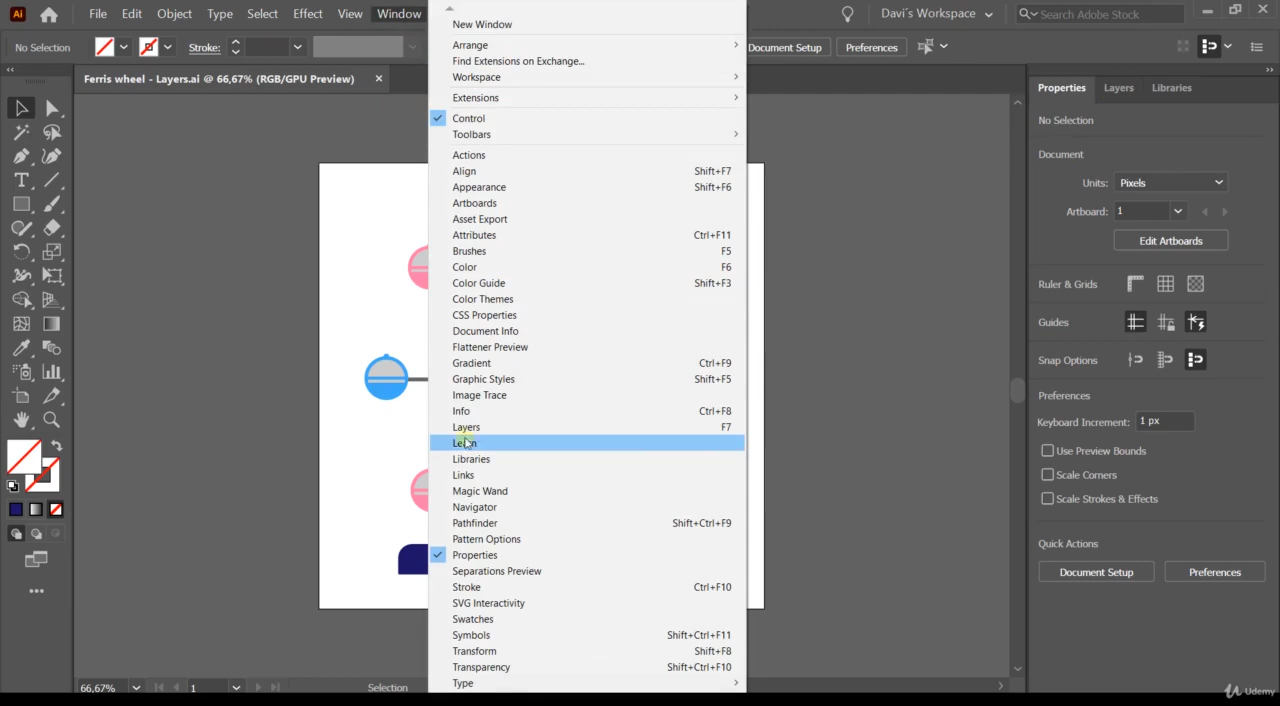 Ai File Edit Object Type Select Effect View Window Davi's Workspace Search Adobe Stock
No Selection Stroke: Document Setup Preferences
Ferris wheel - Layers.ai @ 66,67% (RGB/GPU Preview)
New Window
Arrange
Find Extensions on Exchange...
Workspace
Extensions
Control
Toolbars
Actions
Align Shift+F7
Appearance Shift+F6
Artboards
Asset Export
Attributes Ctrl+F11
Brushes F5
Color F6
Color Guide Shift+F3
Color Themes
CSS Properties
Document Info
Flattener Preview
Gradient Ctrl+F9
Graphic Styles Shift+F5
Image Trace
Info Ctrl+F8
Layers F7
Learn
Libraries
Links
Magic Wand
Navigator
Pathfinder Shift+Ctrl+F9
Pattern Options
Properties
Separations Preview
Stroke Ctrl+F10
SVG Interactivity
Swatches
Symbols Shift+Ctrl+F11
Transform Shift+F8
Transparency Shift+Ctrl+F10
Type
Properties Layers Libraries
No Selection
Document
Units: Pixels
Artboard: 1
Edit Artboards
Ruler & Grids
Guides
Snap Options
Preferences
Keyboard Increment: 1 px
Use Preview Bounds
Scale Corners
Scale Strokes & Effects
Quick Actions
Document Setup Preferences
66,67% 1 Selection
Udemy